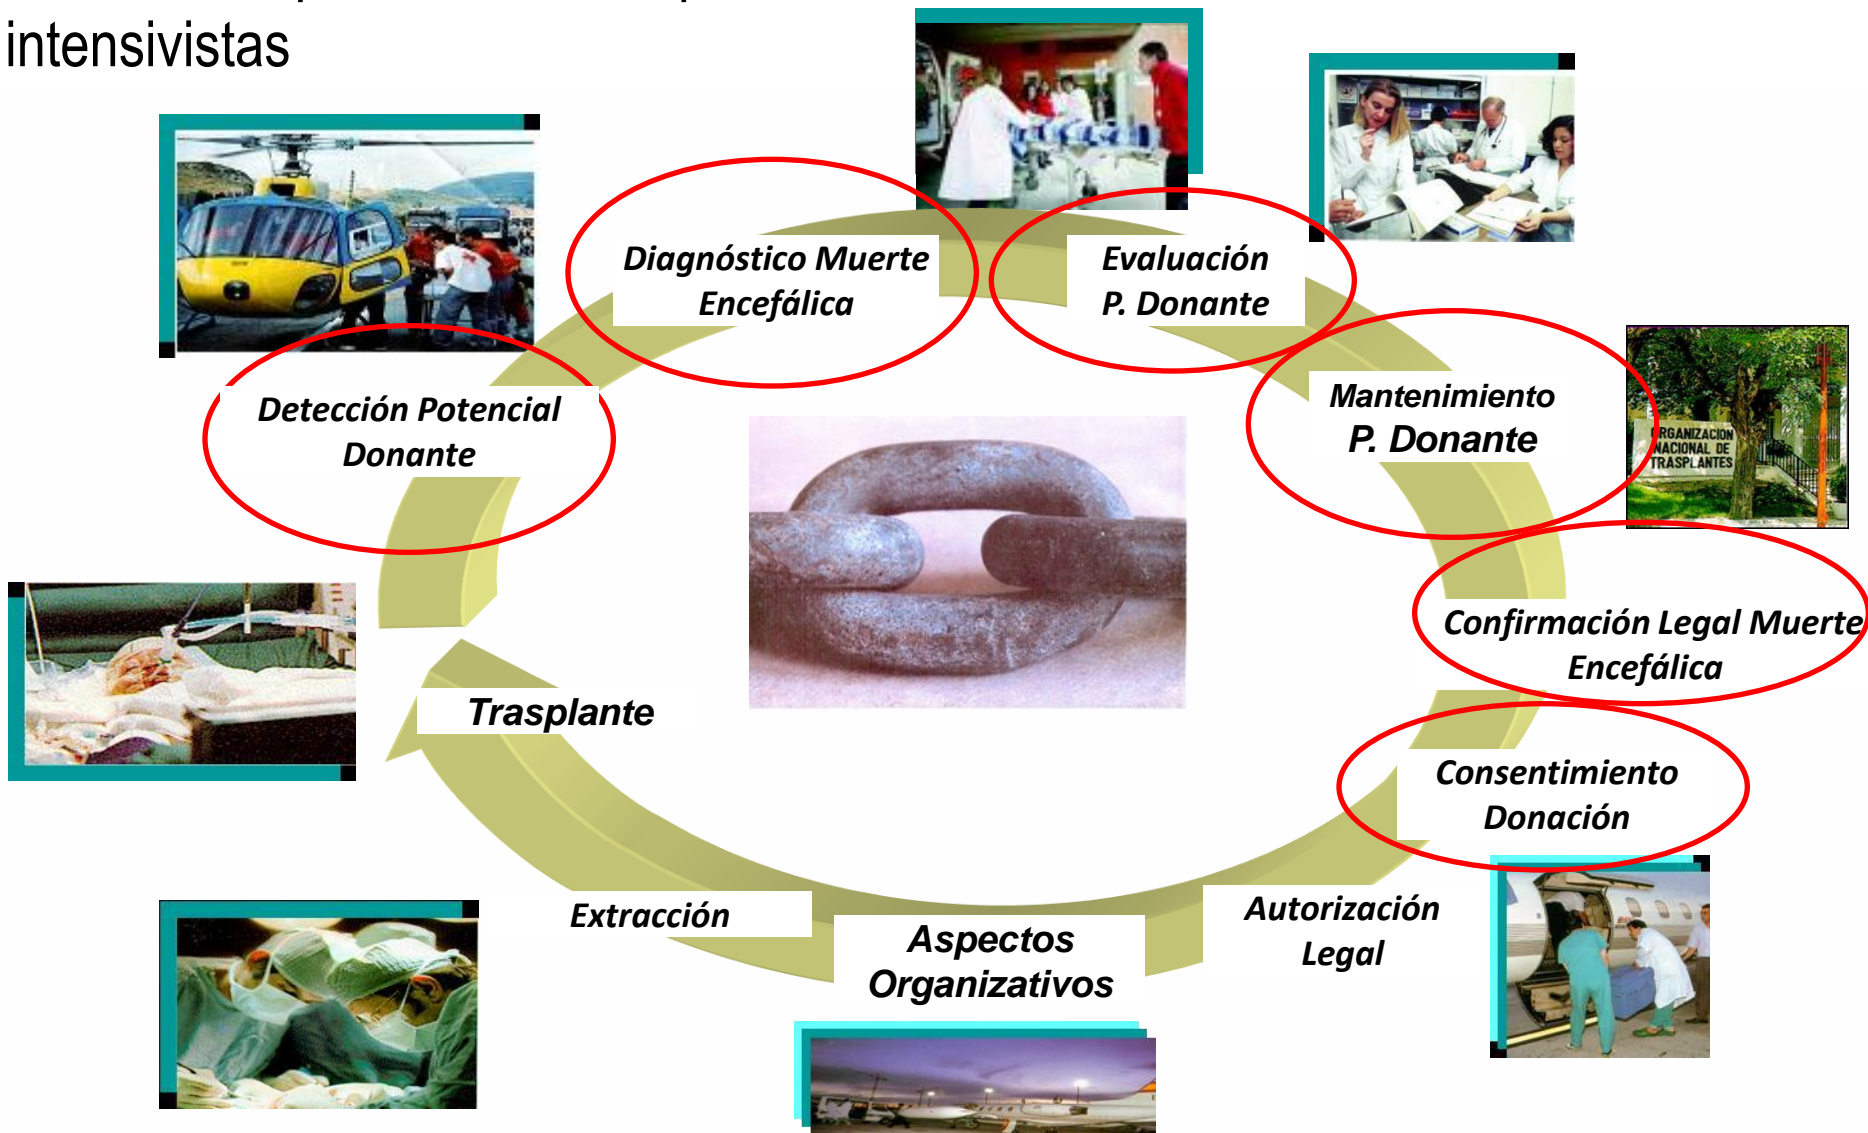 intensivistas
Diagnóstico Muerte
Encefálica
Evaluación
P. Donante
Mantenimiento
P. Donante
ORGANIZACION
NACIONAL DE
TRASPLANTES
Detección Potencial
Donante
Confirmación Legal Muerte
Encefálica
Trasplante
Consentimiento
Donación
Extracción
Autorización
Legal
Aspectos
Organizativos